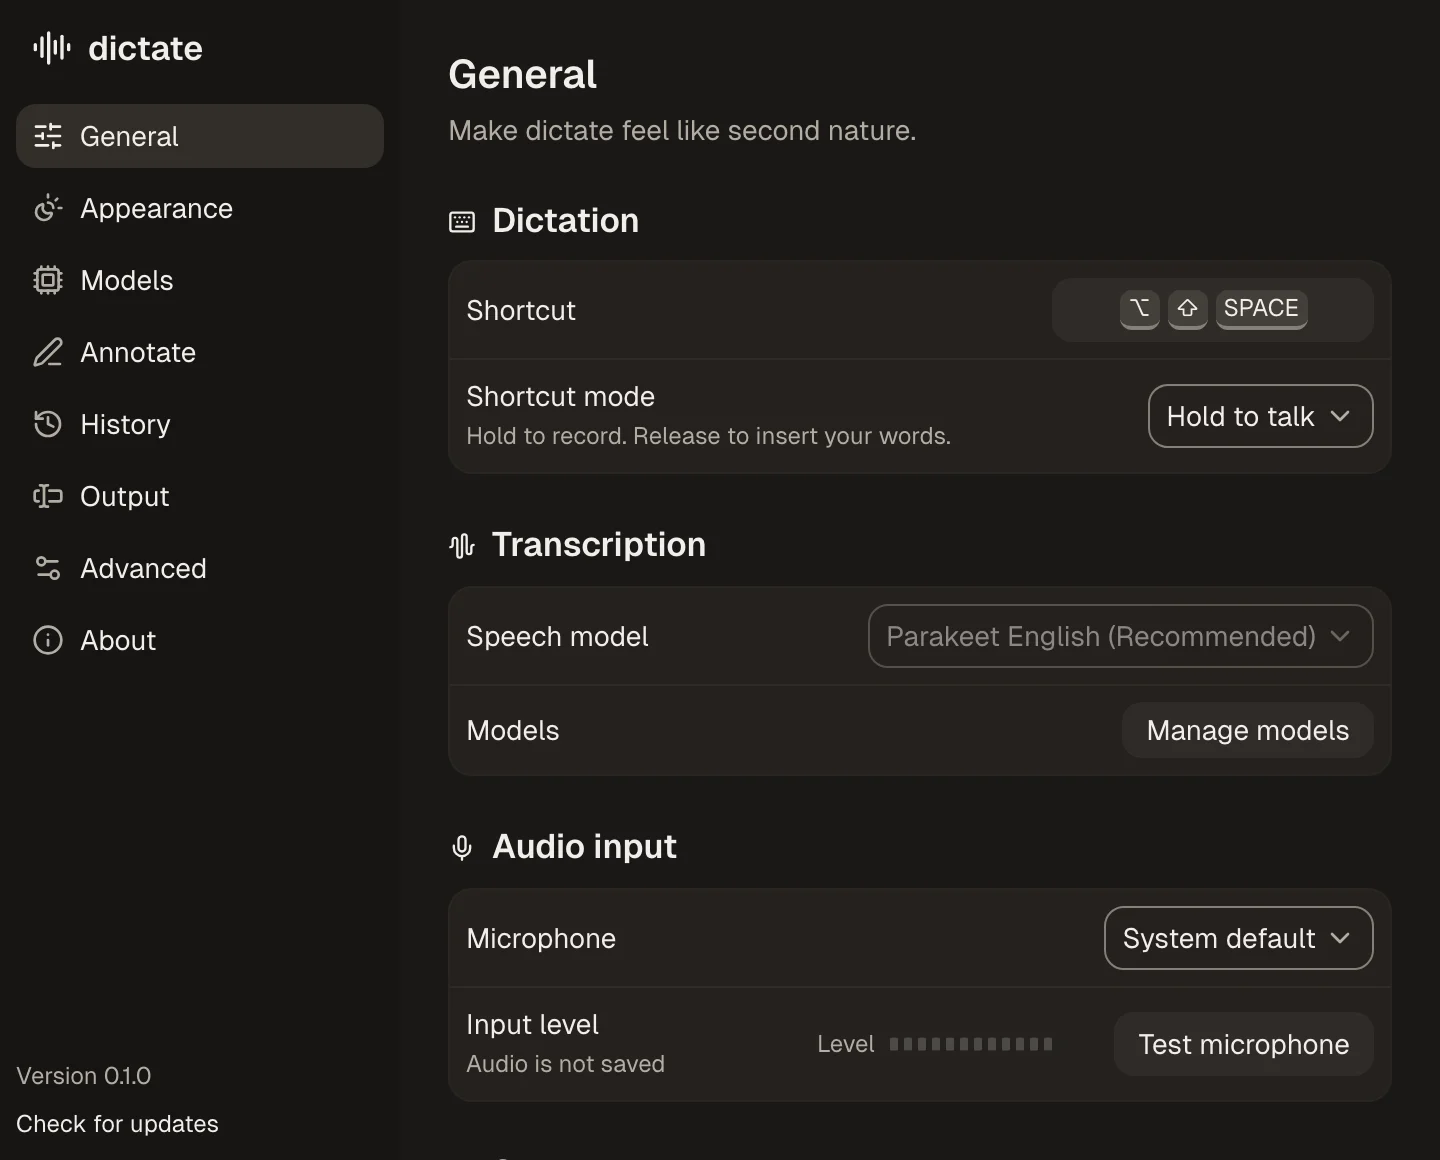 dictate
General
Appearance
Models
Annotate
History
Output
Advanced
About
Version 0.1.0
Check for updates
General
Make dictate feel like second nature.
Dictation
Shortcut
⌥ ⇧ SPACE
Shortcut mode
Hold to record. Release to insert your words.
Hold to talk
Transcription
Speech model
Parakeet English (Recommended)
Models
Manage models
Audio input
Microphone
System default
Input level
Audio is not saved
Level
Test microphone